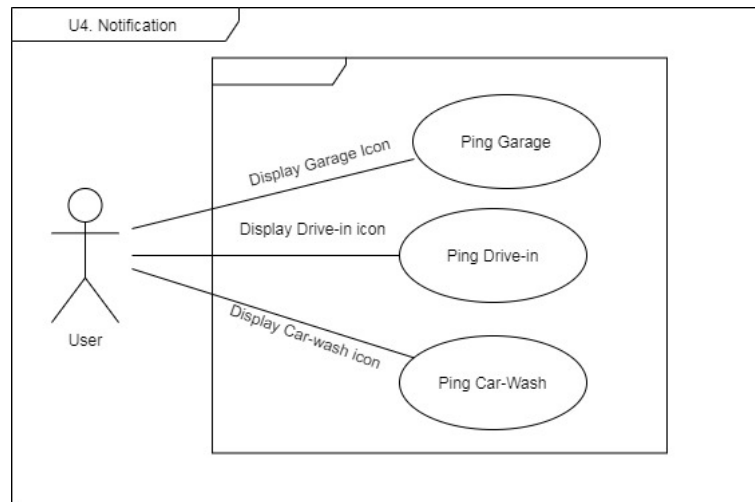 U4. Notification
Ping Garage
Display Garage Icon
Display Drive-in icon
Ping Drive-in
Display Car-wash icon
User
Ping Car-Wash